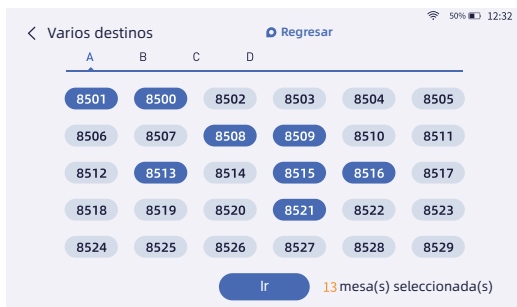 50% 12:32
Varios destinos Regresar
A B C D
8501 8500 8502 8503 8504 8505
8506 8507 8508 8509 8510 8511
8512 8513 8514 8515 8516 8517
8518 8519 8520 8521 8522 8523
8524 8525 8526 8527 8528 8529
Ir 13 mesa(s) seleccionada(s)